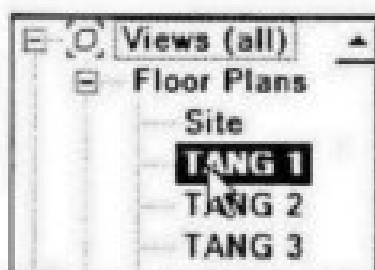 Views (all)
Floor Plans
Site
TANG 1
TANG 2
TANG 3